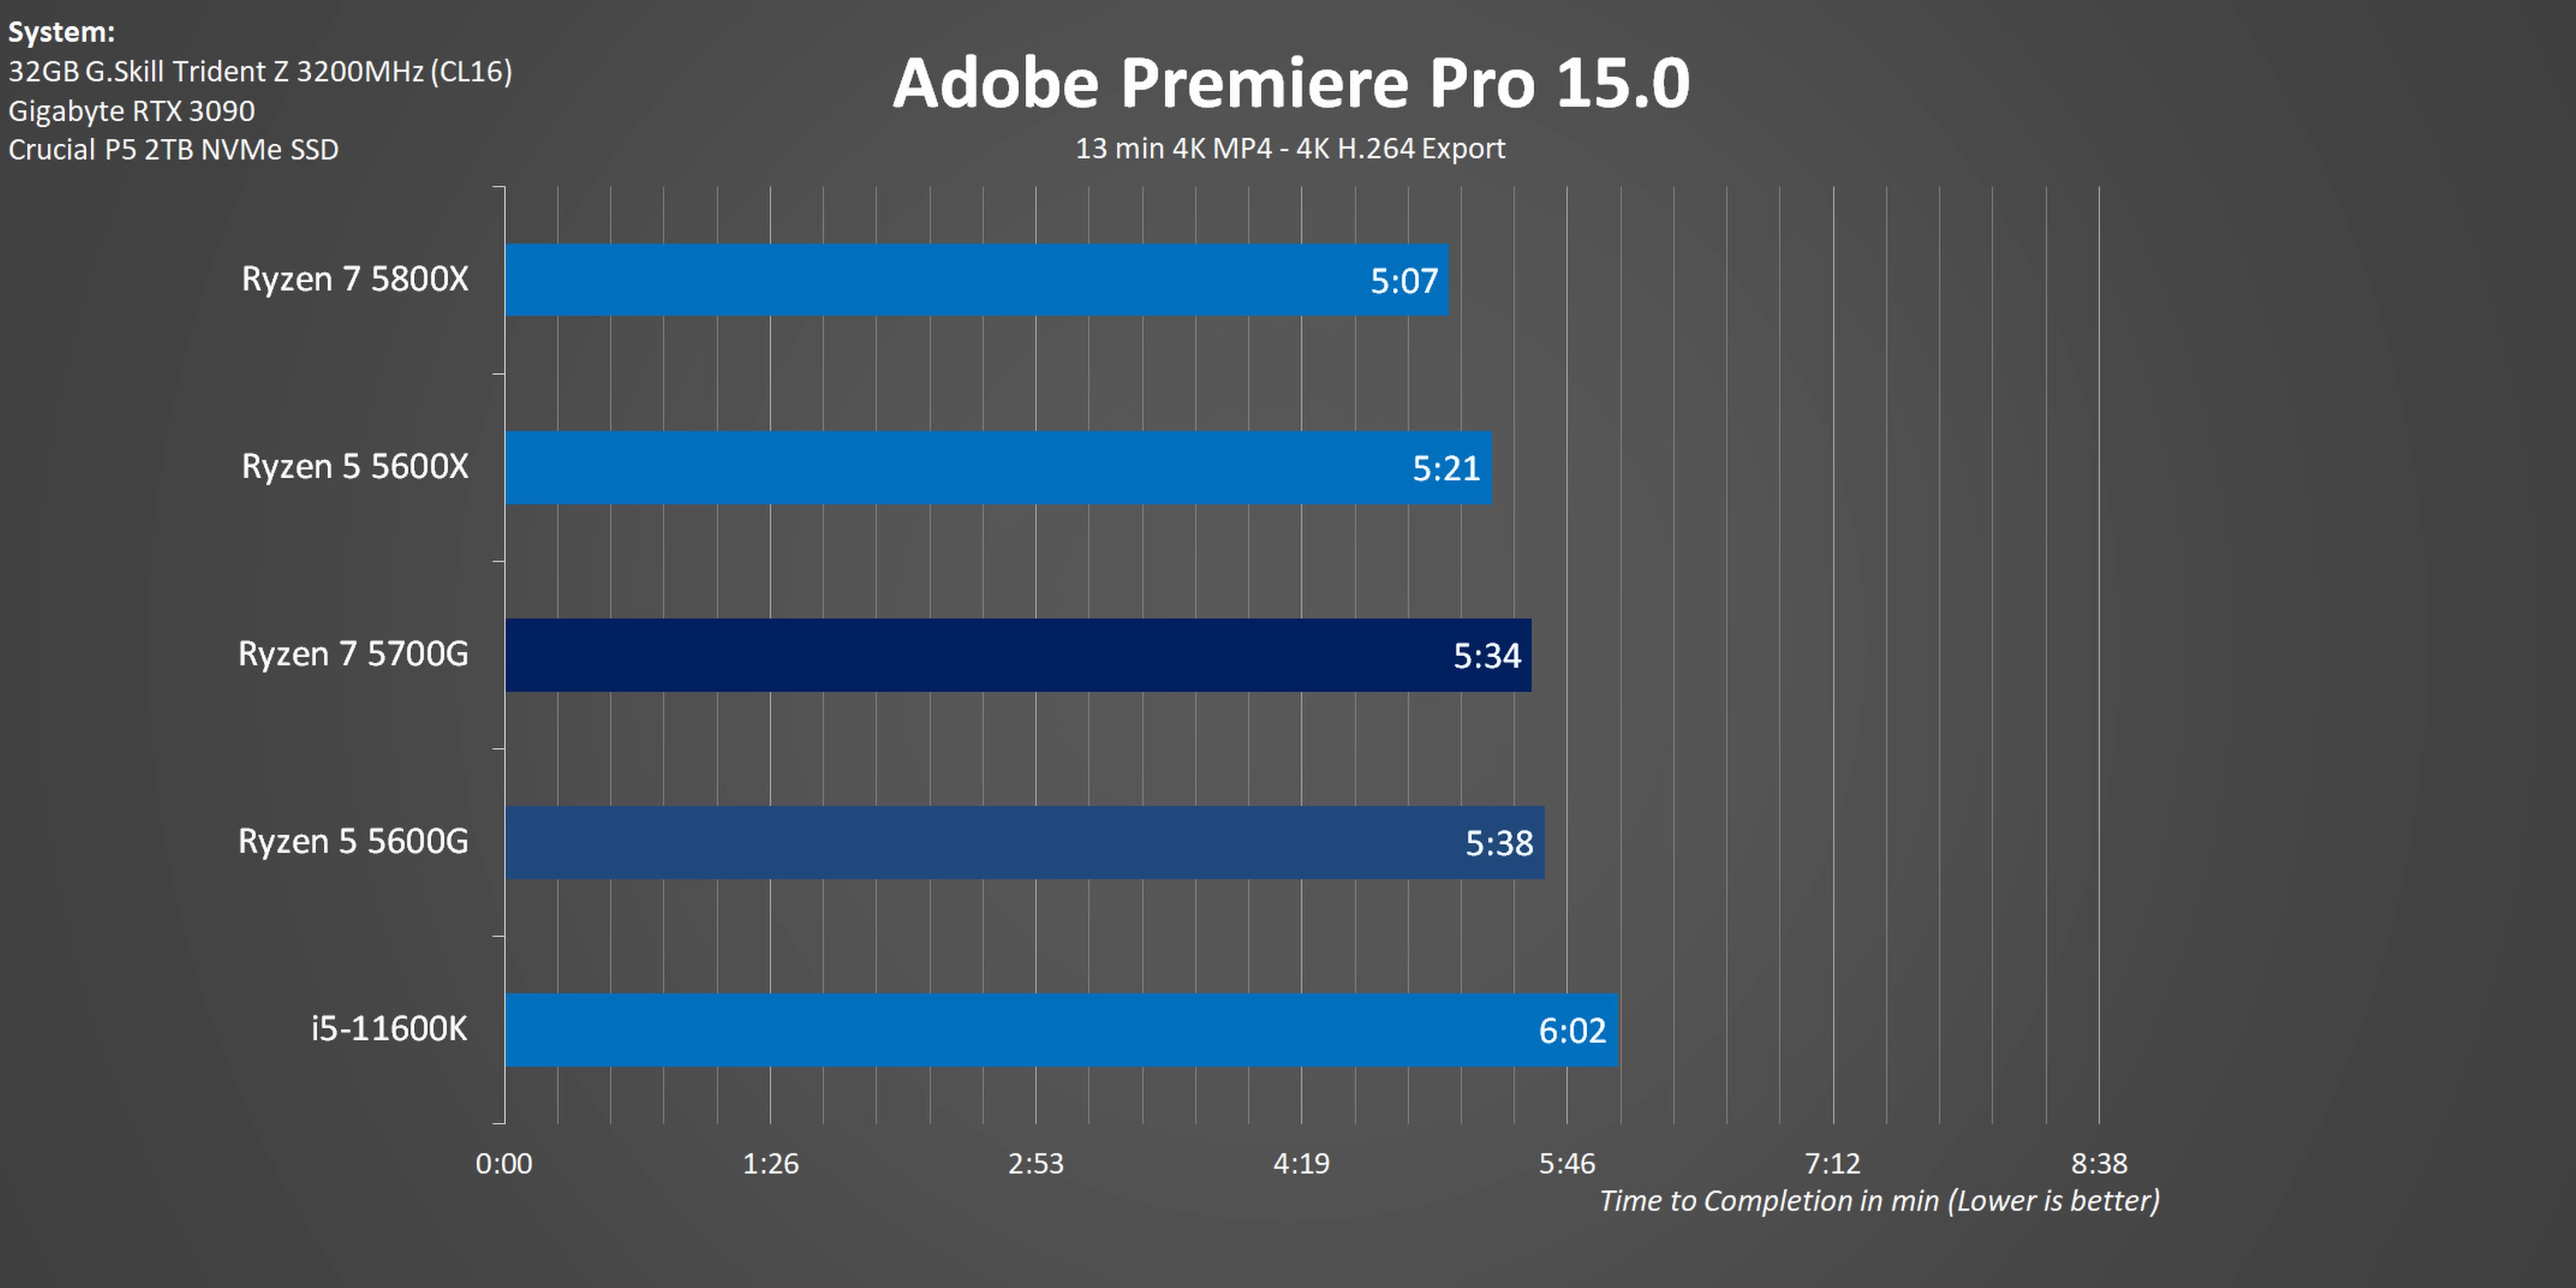 System:
32GB G.Skill Trident Z 3200MHz (CL16)
Gigabyte RTX 3090
Crucial P5 2TB NVMe SSD
Adobe Premiere Pro 15.0
13 min 4K MP4 - 4K H.264 Export
Ryzen 7 5800X 5:07
Ryzen 5 5600X 5:21
Ryzen 7 5700G 5:34
Ryzen 5 5600G 5:38
i5-11600K 6:02
0:00 1:26 2:53 4:19 5:46 7:12 8:38
Time to Completion in min (Lower is better)